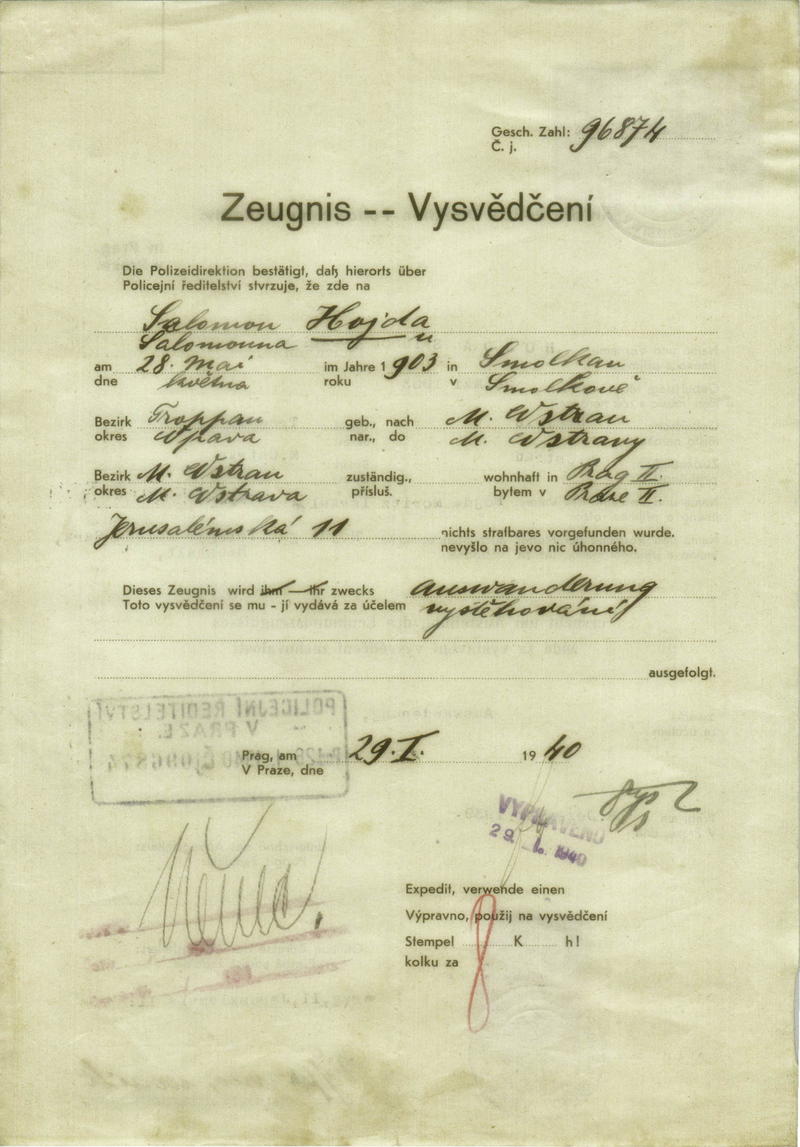 Gesch. Zahl: 96874
Č. j.
Zeugnis -- Vysvědčení
Die Polizeidirektion bestätigt, daß hierorts über
Policejní ředitelství stvrzuje, že zde na
Salomon Hojda
Salomouna u
am 28. Mai im Jahre 1903 in Smolkau
dne května roku v Smolkově
Bezirk Troppau geb., nach M. Ostrau
okres Opava nar., do M. Ostravy
Bezirk M. Ostrau zuständig., wohnhaft in Prag II.
okres M. Ostrava přísluš. bytem v Praze II.
Jerusalémská 11 nichts strafbares vorgefunden wurde.
nevyšlo na jevo nic úhonného.
Dieses Zeugnis wird ihm — ihr zwecks Auswanderung
Toto vysvědčení se mu - jí vydává za účelem vystěhování
ausgefolgt.
POLICEJNÍ ŘEDITELSTVÍ
V PRAZE.
Prag, am 29.I. 1940
V Praze, dne
VYPRAVENO
29. I. 1940
Expedit, verwende einen
Výpravno, použij na vysvědčení
Stempel 8 K h!
kolku za